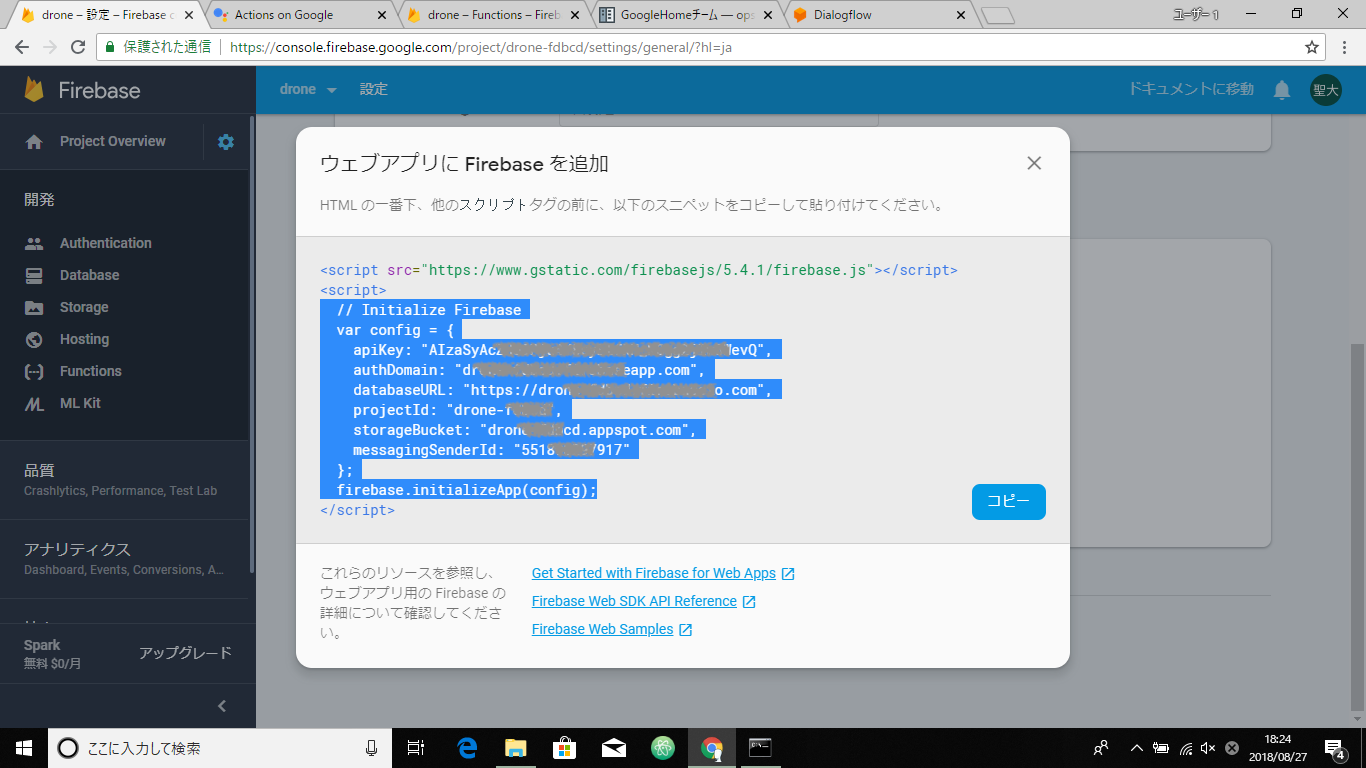 drone – 設定 – Firebase c
Actions on Google
drone – Functions – Fireb
GoogleHomeチーム — ops
Dialogflow
ユーザー 1
保護された通信
https://console.firebase.google.com/project/drone-fdbcd/settings/general/?hl=ja
Firebase
drone
設定
ドキュメントに移動
聖大
Project Overview
開発
Authentication
Database
Storage
Hosting
Functions
ML Kit
品質
Crashlytics, Performance, Test Lab
アナリティクス
Dashboard, Events, Conversions, A...
Spark
無料 $0/月
アップグレード
ウェブアプリに Firebase を追加
HTML の一番下、他のスクリプトタグの前に、以下のスニペットをコピーして貼り付けてください。
<script src="https://www.gstatic.com/firebasejs/5.4.1/firebase.js"></script>
<script>
// Initialize Firebase
var config = {
apiKey: "AIzaSyAc evQ",
authDomain: "dr eapp.com",
databaseURL: "https://dron o.com",
projectId: "drone-f ",
storageBucket: "dron cd.appspot.com",
messagingSenderId: "5518 7917"
};
firebase.initializeApp(config);
</script>
コピー
これらのリソースを参照し、
ウェブアプリ用の Firebase の
詳細について確認してくださ
い。
Get Started with Firebase for Web Apps
Firebase Web SDK API Reference
Firebase Web Samples
ここに入力して検索
18:24
2018/08/27
4